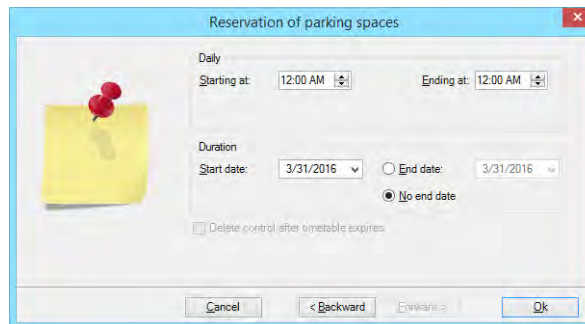 Reservation of parking spaces
x
Daily
Starting at: 12:00 AM Ending at: 12:00 AM
Duration
Start date: 3/31/2016 End date: 3/31/2016
No end date
Delete control after timetable expires
Cancel < Backward Forward > Ok